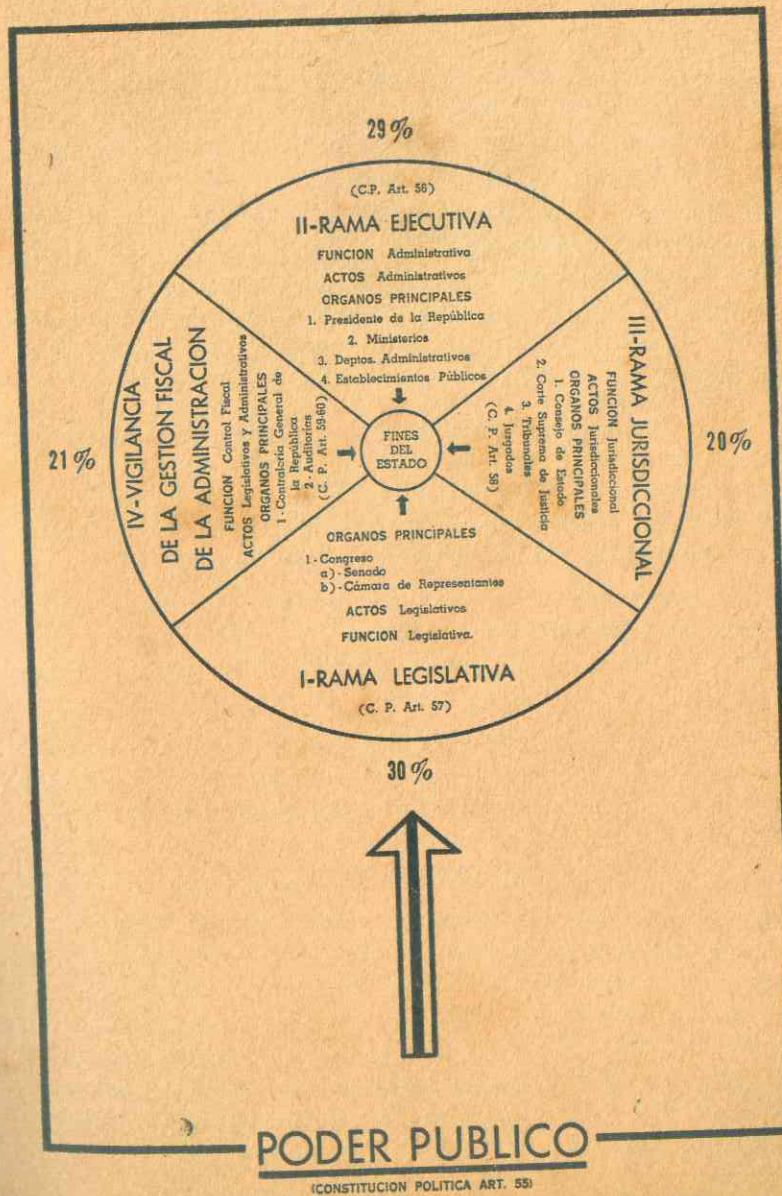 29%
(C.P. Art. 56)
II-RAMA EJECUTIVA
FUNCION Administrativa
ACTOS Administrativos
ORGANOS PRINCIPALES
1. Presidente de la República
2. Ministerios
3. Deptos. Administrativos
4. Establecimientos Públicos
21%
IV-VIGILANCIA
DE LA GESTION FISCAL
DE LA ADMINISTRACION
FUNCION Control Fiscal
ACTOS Legislativos y Administrativos
ORGANOS PRINCIPALES
1-Contraloría General de
la República
2-Auditorías
(C. P. Art. 59-60)
FINES
DEL
ESTADO
III-RAMA JURISDICCIONAL
FUNCION Jurisdiccional
ACTOS Jurisdiccionales
ORGANOS PRINCIPALES
1. Consejo de Estado
2. Corte Suprema de Justicia
3. Tribunales
4. Juzgados
(C. P. Art. 58)
20%
ORGANOS PRINCIPALES
1-Congreso
a)-Senado
b)-Cámara de Representantes
ACTOS Legislativos
FUNCION Legislativa.
I-RAMA LEGISLATIVA
(C. P. Art. 57)
30%
PODER PUBLICO
(CONSTITUCION POLITICA ART. 55)